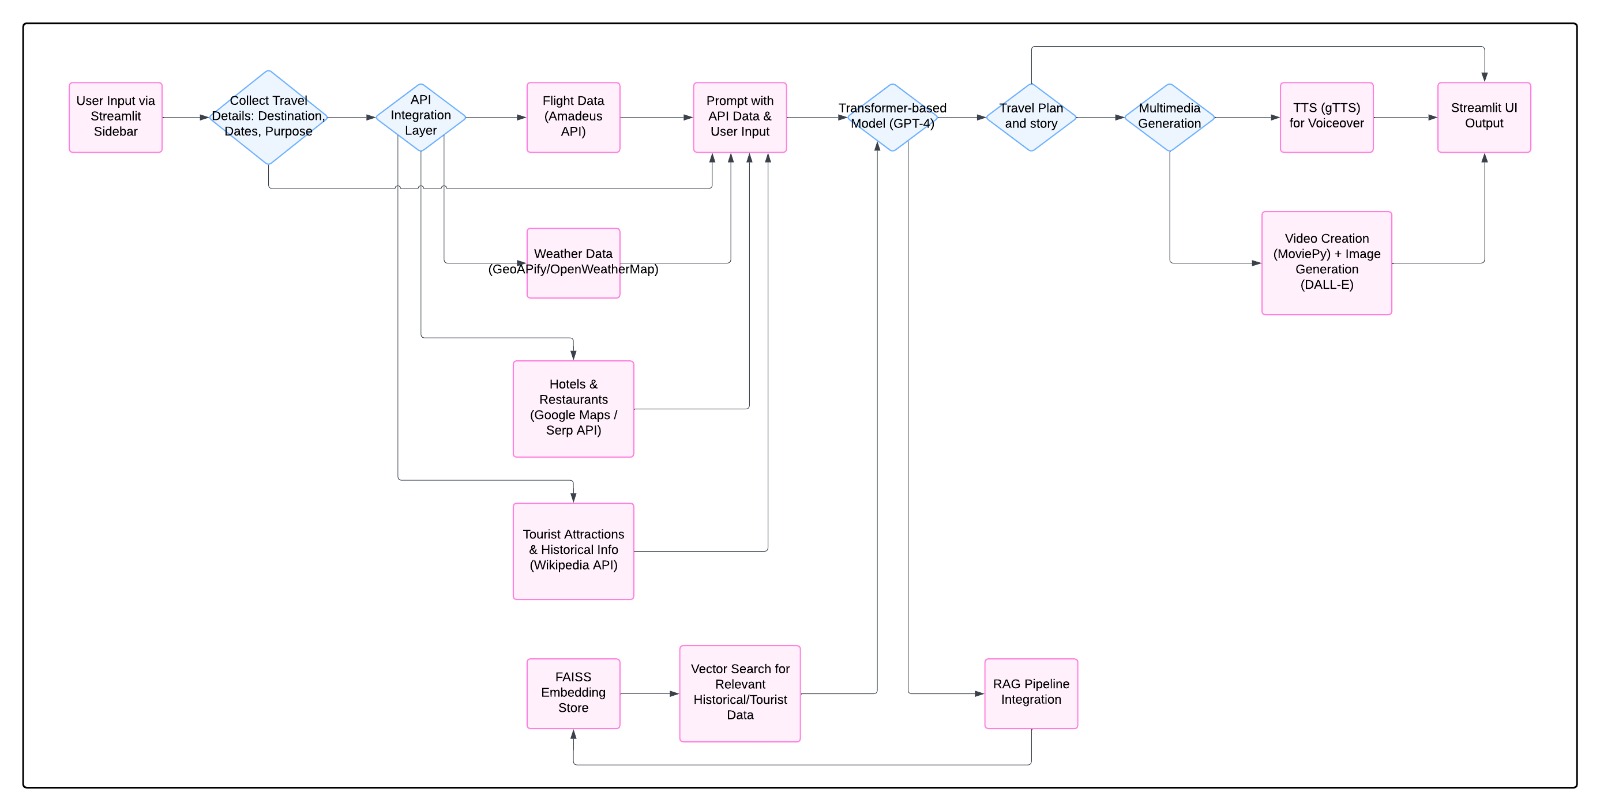 User Input via
Streamlit
Sidebar
Collect Travel
Details: Destination,
Dates, Purpose
API
Integration
Layer
Flight Data
(Amadeus
API)
Prompt with
API Data &
User Input
Transformer-based
Model (GPT-4)
Travel Plan
and story
Multimedia
Generation
TTS (gTTS)
for Voiceover
Streamlit UI
Output
Weather Data
(GeoAPify/OpenWeatherMap)
Video Creation
(MoviePy) + Image
Generation
(DALL-E)
Hotels &
Restaurants
(Google Maps /
Serp API)
Tourist Attractions
& Historical Info
(Wikipedia API)
FAISS
Embedding
Store
Vector Search for
Relevant
Historical/Tourist
Data
RAG Pipeline
Integration